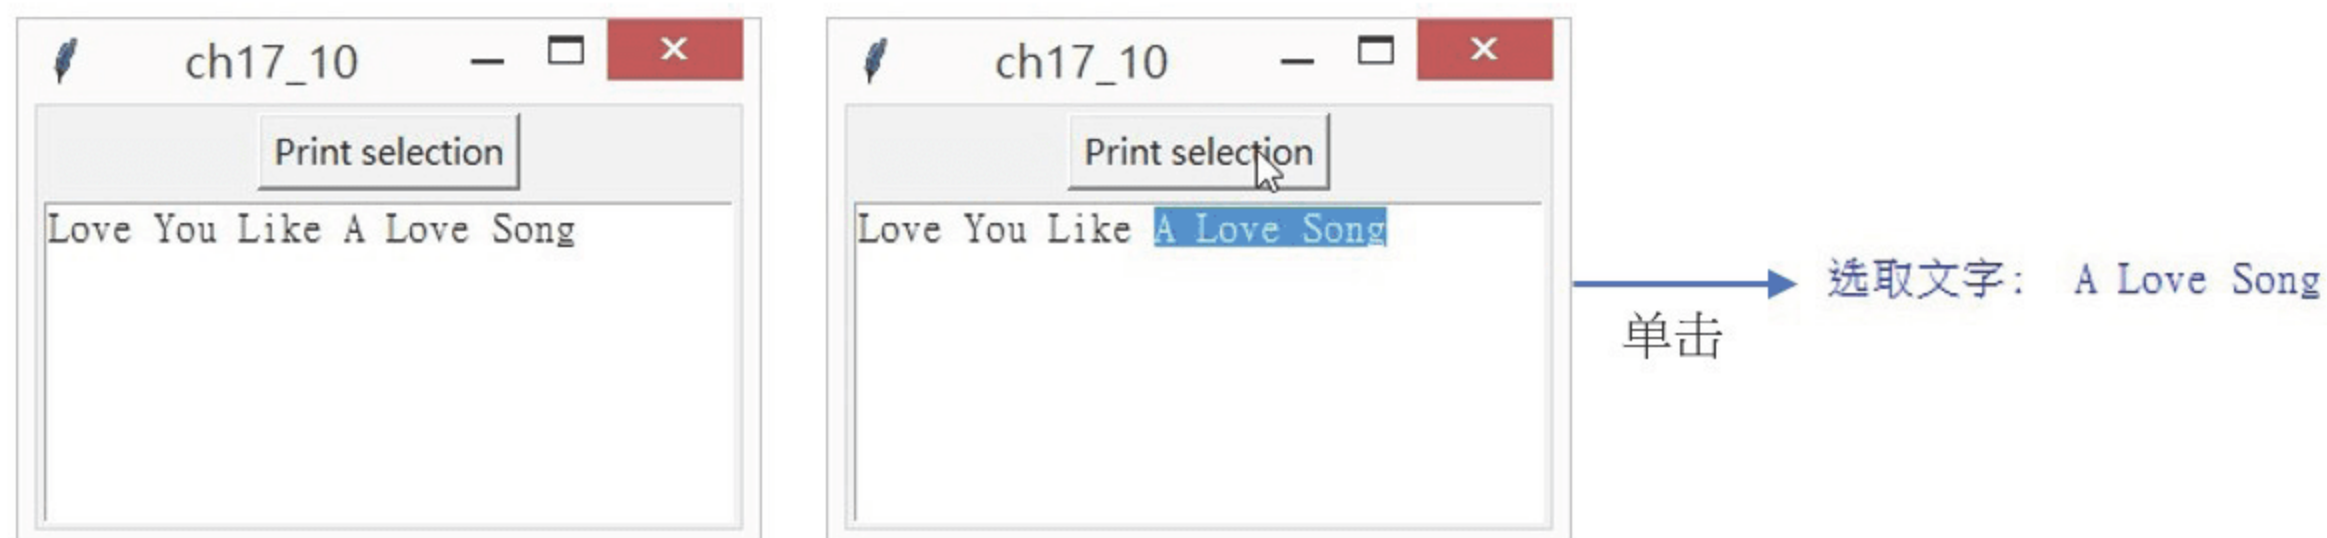 ch17_10
Print selection
Love You Like A Love Song
ch17_10
Print selection
Love You Like A Love Song
单击
选取文字: A Love Song